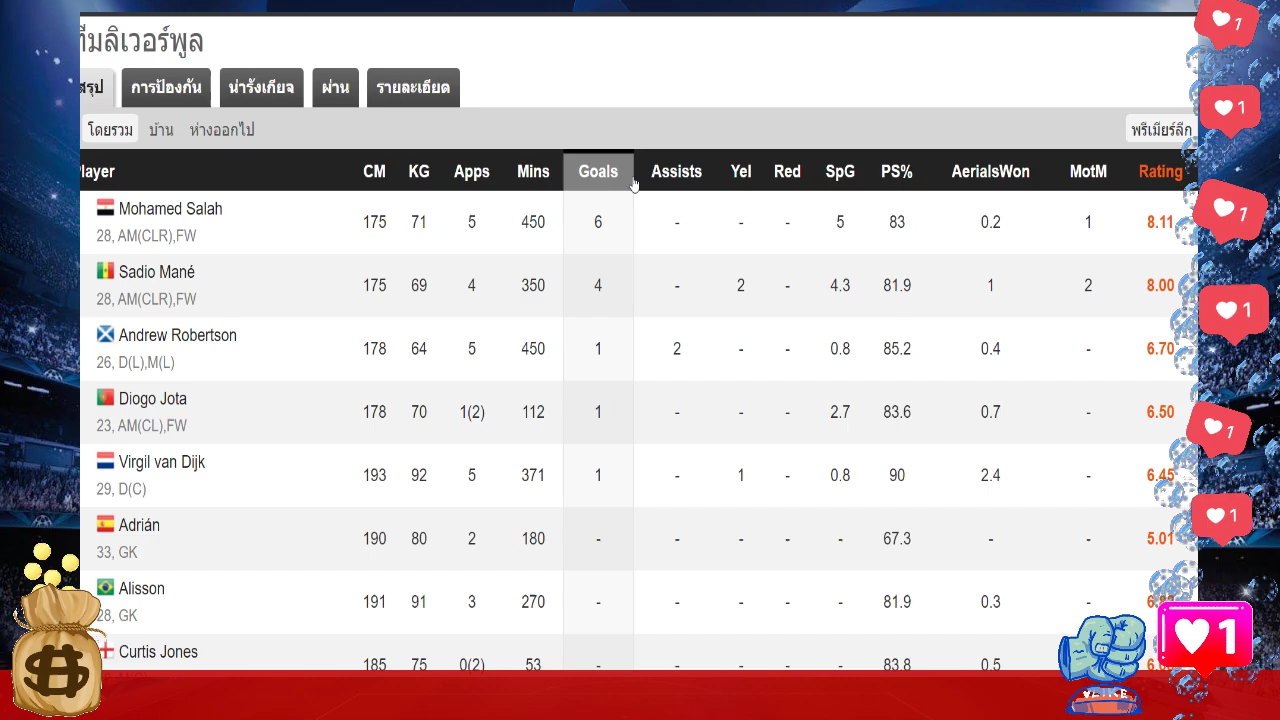 ทีมลิเวอร์พูล
สรุป การป้องกัน น่ารังเกียจ ผ่าน รายละเอียด
โดยรวม บ้าน ห่างออกไป พรีเมียร์ลีก
layer CM KG Apps Mins Goals Assists Yel Red SpG PS% AerialsWon MotM Rating
Mohamed Salah 175 71 5 450 6 - - - 5 83 0.2 1 8.11
28, AM(CLR),FW
Sadio Mané 175 69 4 350 4 - 2 - 4.3 81.9 1 2 8.00
28, AM(CLR),FW
Andrew Robertson 178 64 5 450 1 2 - - 0.8 85.2 0.4 - 6.70
26, D(L),M(L)
Diogo Jota 178 70 1(2) 112 1 - - - 2.7 83.6 0.7 - 6.50
23, AM(CL),FW
Virgil van Dijk 193 92 5 371 1 - 1 - 0.8 90 2.4 - 6.45
29, D(C)
Adrián 190 80 2 180 - - - - - 67.3 - - 5.01
33, GK
Alisson 191 91 3 270 - - - - - 81.9 0.3 -
28, GK
Curtis Jones 185 75 0(2) 53 - - - - - 83.8 0.5 -
1
1
1
1
1
1
1